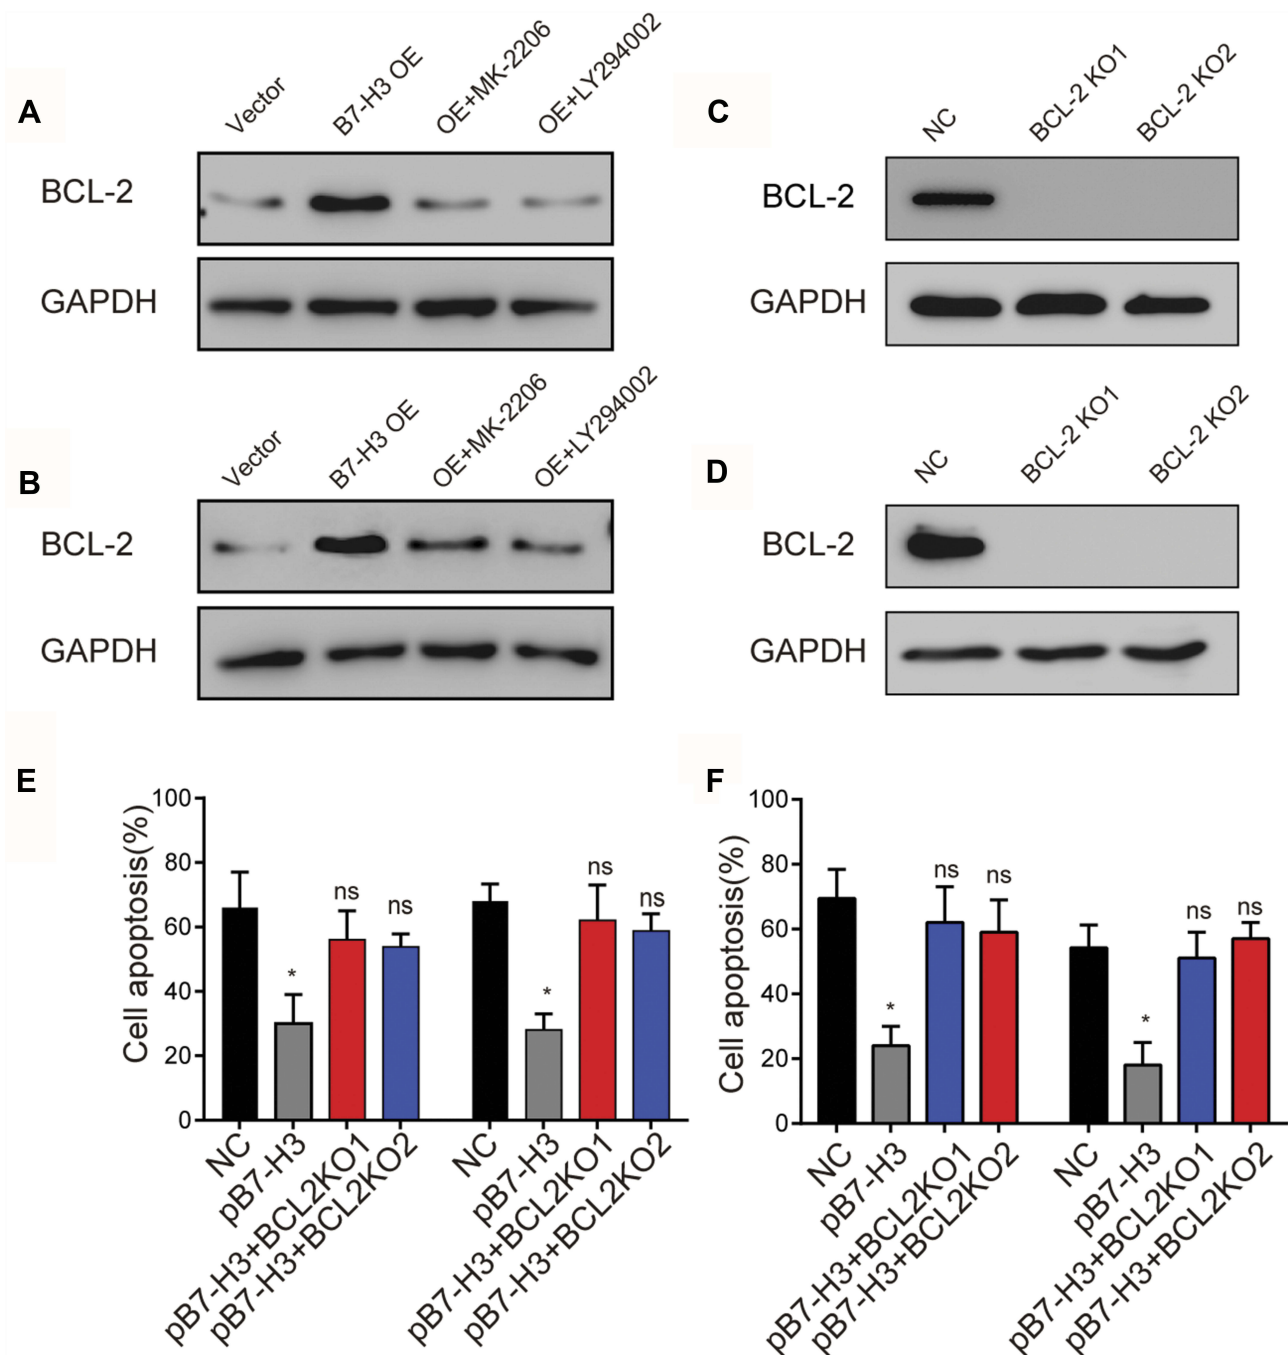 A
Vector
B7-H3 OE
OE+MK-2206
OE+LY294002
BCL-2
GAPDH
C
NC
BCL-2 KO1
BCL-2 KO2
BCL-2
GAPDH
B
Vector
B7-H3 OE
OE+MK-2206
OE+LY294002
BCL-2
GAPDH
D
NC
BCL-2 KO1
BCL-2 KO2
BCL-2
GAPDH
E
Cell apoptosis(%)
100
80
60
40
20
0
*
ns
ns
*
ns
ns
NC
pB7-H3
pB7-H3+BCL2KO1
pB7-H3+BCL2KO2
NC
pB7-H3
pB7-H3+BCL2KO1
pB7-H3+BCL2KO2
F
Cell apoptosis(%)
100
80
60
40
20
0
*
ns
ns
*
ns
ns
NC
pB7-H3
pB7-H3+BCL2KO1
pB7-H3+BCL2KO2
NC
pB7-H3
pB7-H3+BCL2KO1
pB7-H3+BCL2KO2